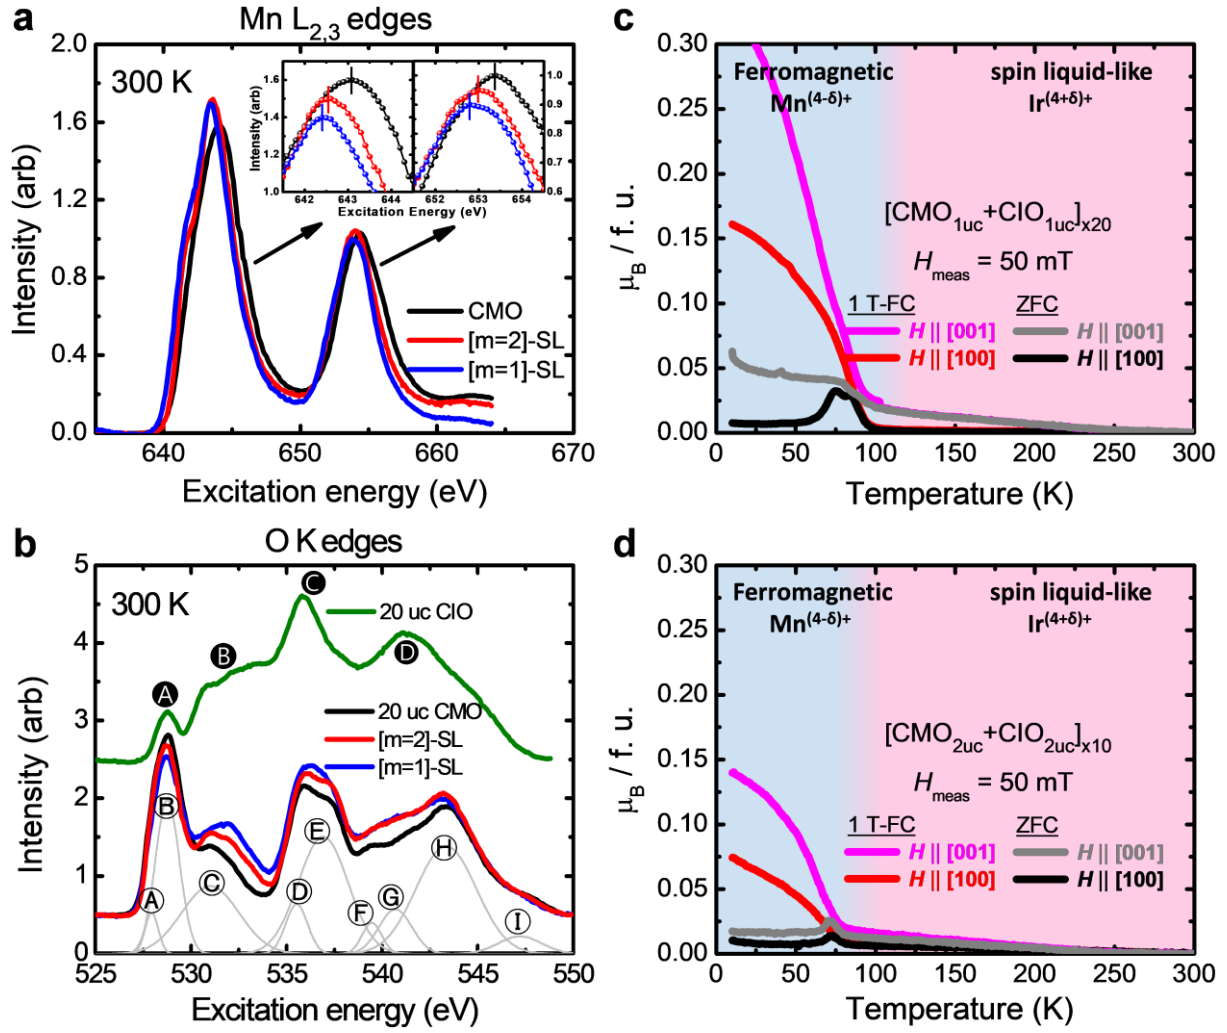 a
Mn L2,3 edges
2.0
1.6
1.2
0.8
0.4
0.0
Intensity (arb)
300 K
1.6
1.4
1.2
1.0
Intensity (arb)
1.0
0.9
0.8
0.7
0.6
642 643 644 652 653 654
Excitation Energy (eV)
CMO
[m=2]-SL
[m=1]-SL
640 650 660 670
Excitation energy (eV)
b
O K edges
5
4
3
2
1
0
Intensity (arb)
300 K
20 uc CIO
A
B
C
D
20 uc CMO
[m=2]-SL
[m=1]-SL
A
B
C
D
E
F
G
H
I
525 530 535 540 545 550
Excitation energy (eV)
c
0.30
0.25
0.20
0.15
0.10
0.05
0.00
μB / f. u.
Ferromagnetic
Mn(4-δ)+
spin liquid-like
Ir(4+δ)+
[CMO1uc+CIO1uc]x20
Hmeas = 50 mT
1 T-FC ZFC
H || [001] H || [001]
H || [100] H || [100]
0 50 100 150 200 250 300
Temperature (K)
d
0.30
0.25
0.20
0.15
0.10
0.05
0.00
μB / f. u.
Ferromagnetic
Mn(4-δ)+
spin liquid-like
Ir(4+δ)+
[CMO2uc+CIO2uc]x10
Hmeas = 50 mT
1 T-FC ZFC
H || [001] H || [001]
H || [100] H || [100]
0 50 100 150 200 250 300
Temperature (K)